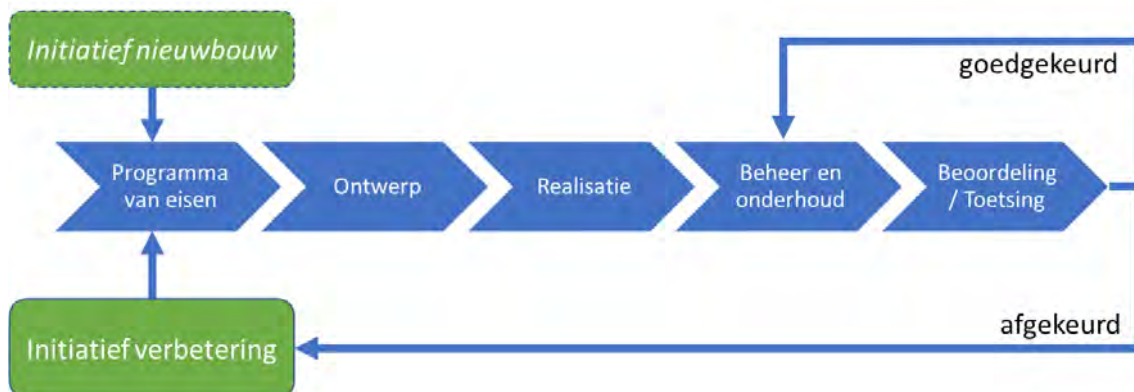 Initiatief nieuwbouw
goedgekeurd
Programma
van eisen
Ontwerp
Realisatie
Beheer en
onderhoud
Beoordeling
/ Toetsing
afgekeurd
Initiatief verbetering